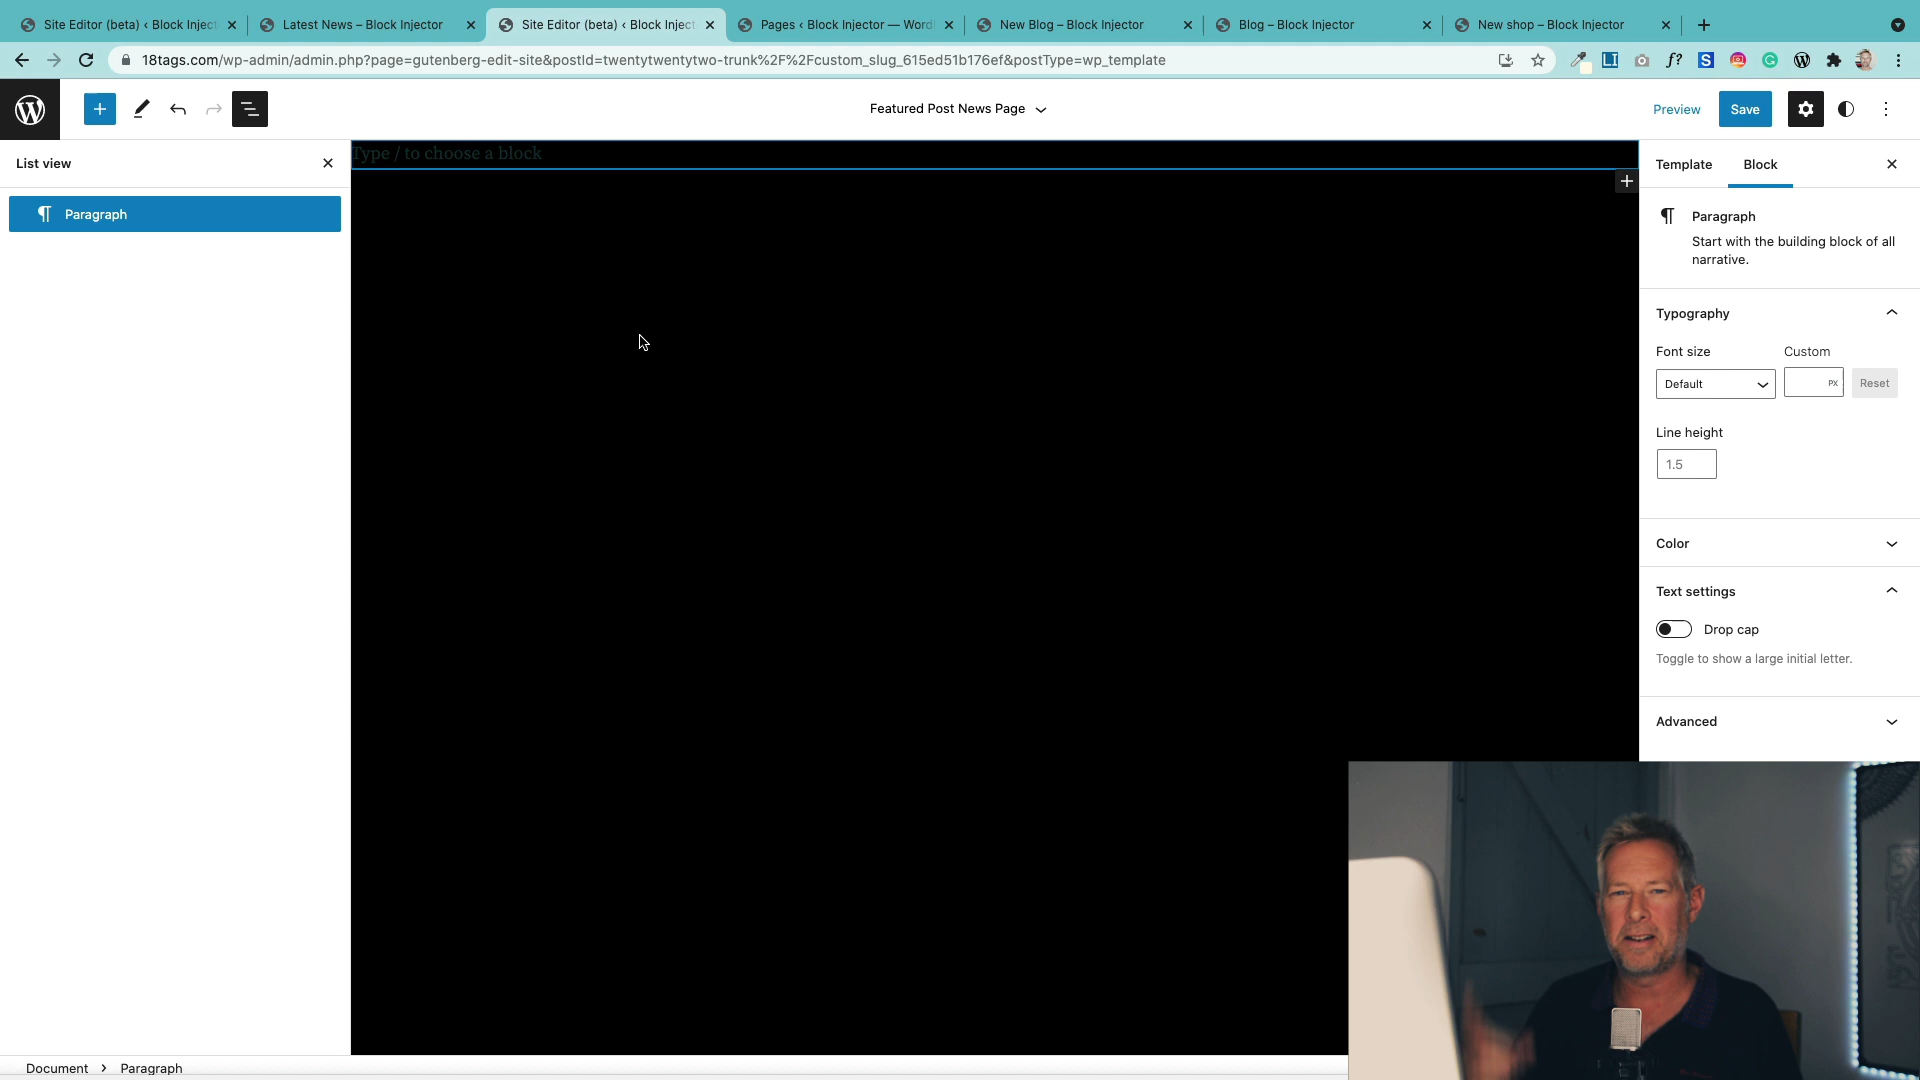 Site Editor (beta) ‹ Block Inject
Latest News – Block Injector
Site Editor (beta) ‹ Block Inject
Pages ‹ Block Injector — Word
New Blog – Block Injector
Blog – Block Injector
New shop – Block Injector
18tags.com/wp-admin/admin.php?page=gutenberg-edit-site&postId=twentytwentytwo-trunk%2F%2Fcustom_slug_615ed51b176ef&postType=wp_template
Featured Post News Page
Preview
Save
List view
Type / to choose a block
Template
Block
Paragraph
Paragraph
Start with the building block of all
narrative.
Typography
Font size
Custom
Default
PX
Reset
Line height
1.5
Color
Text settings
Drop cap
Toggle to show a large initial letter.
Advanced
Document › Paragraph